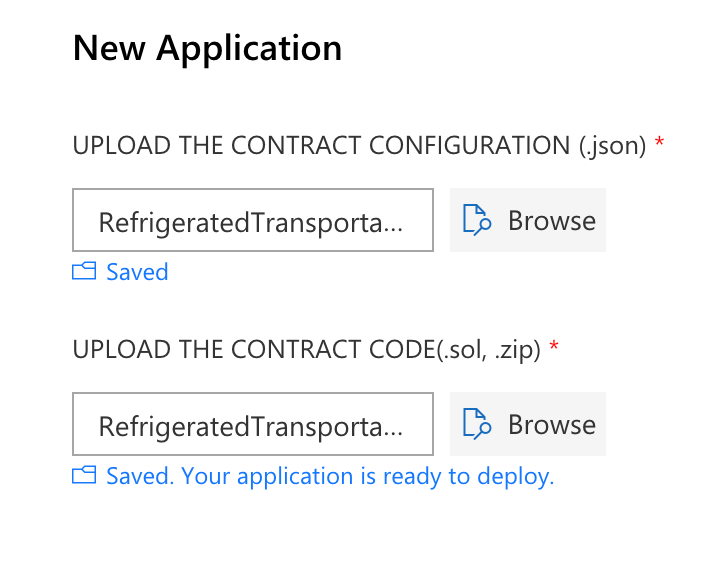 New Application
UPLOAD THE CONTRACT CONFIGURATION (.json) *
RefrigeratedTransporta...
Browse
Saved
UPLOAD THE CONTRACT CODE(.sol, .zip) *
RefrigeratedTransporta...
Browse
Saved. Your application is ready to deploy.